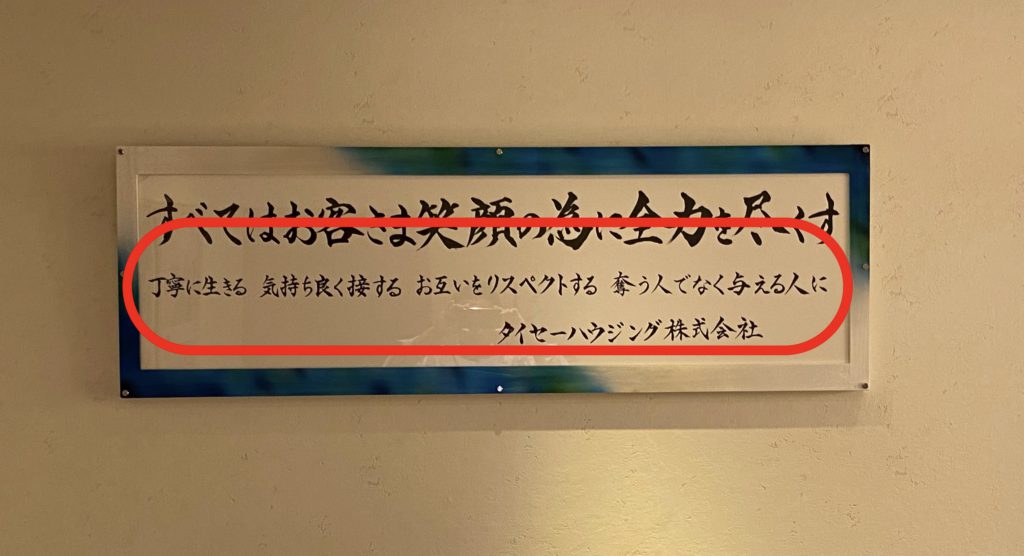 すべてはお客さま笑顔の為に全力を尽くす
丁寧に生きる 気持ち良く接する お互いをリスペクトする 奪う人でなく与える人に
タイセーハウジング株式会社